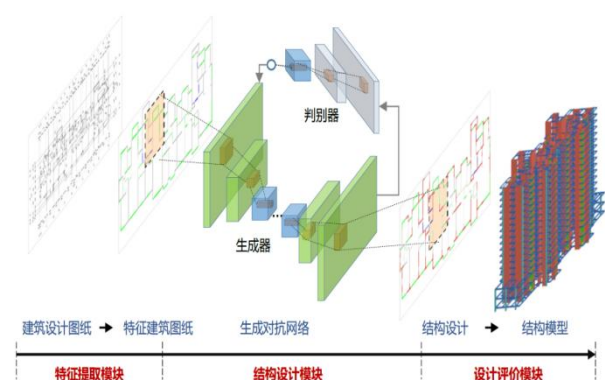 判别器
生成器
建筑设计图纸 → 特征建筑图纸 生成对抗网络 结构设计 → 结构模型
特征提取模块 结构设计模块 设计评价模块